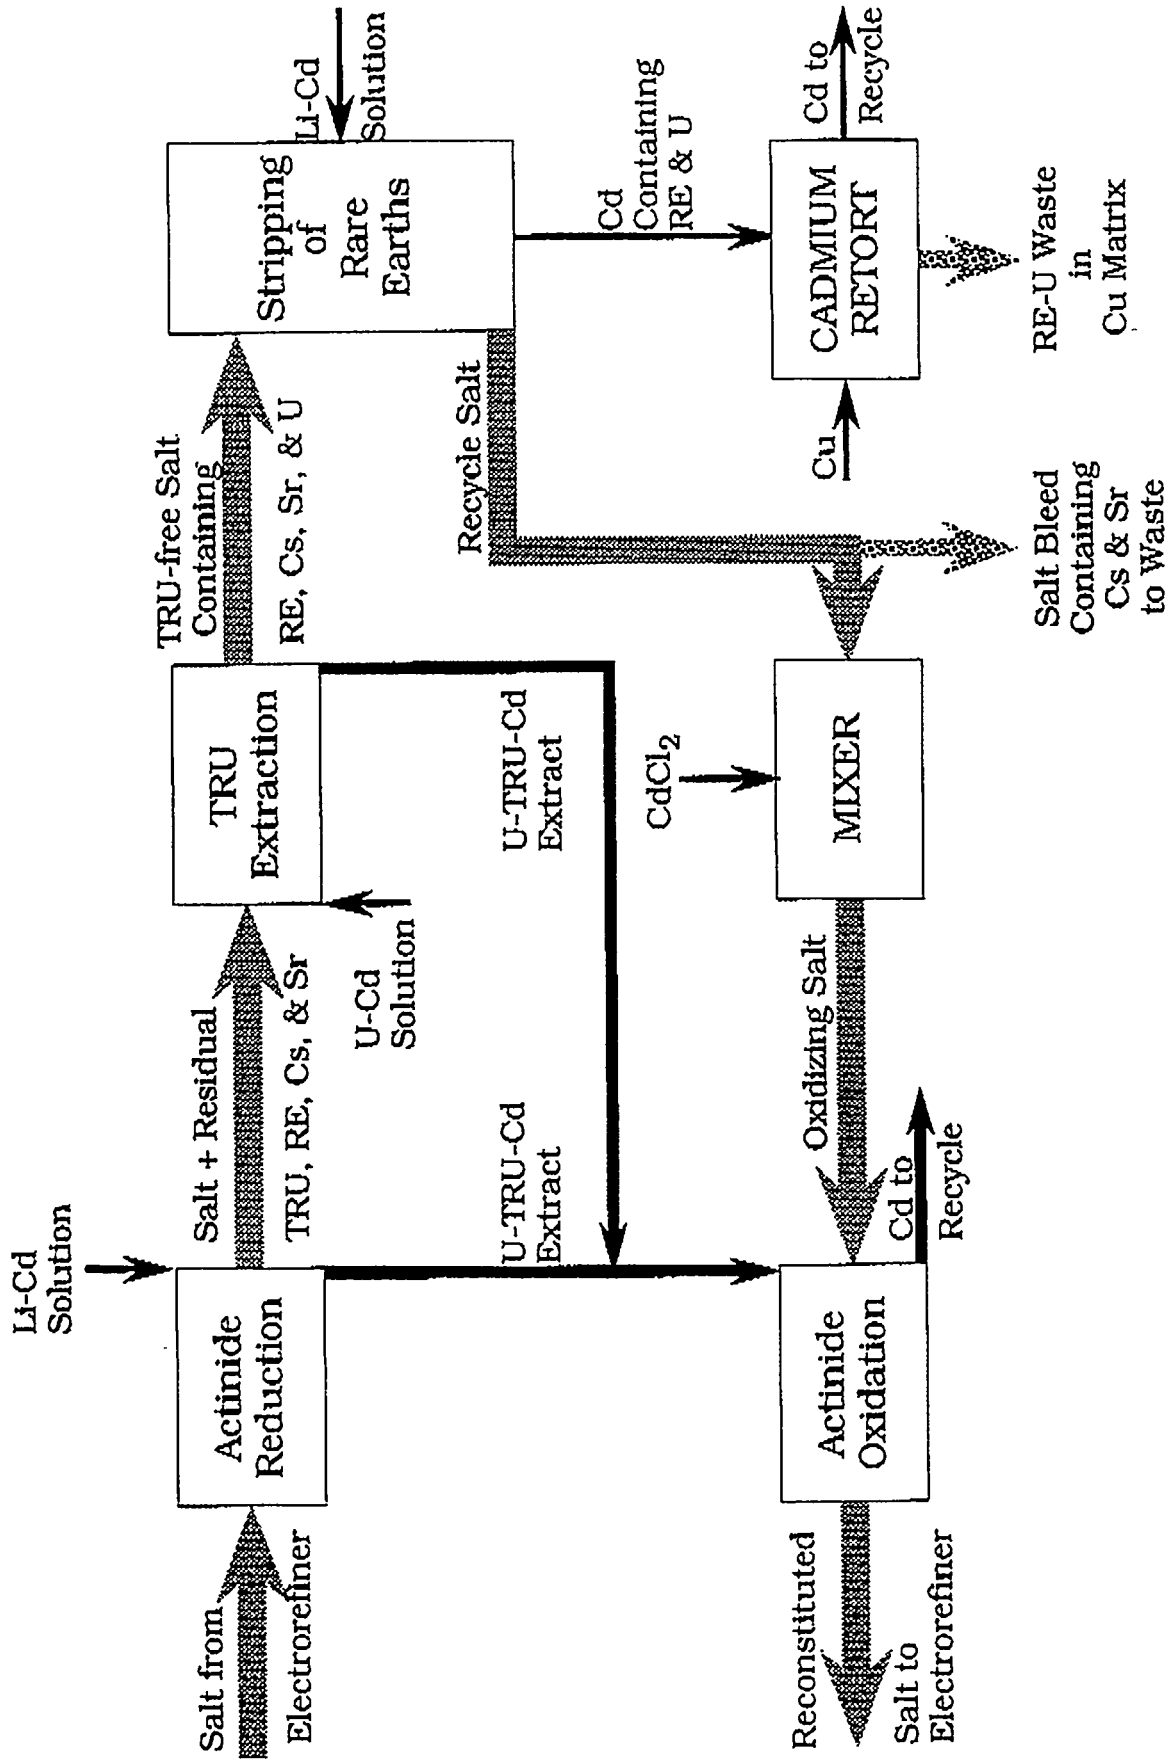 Li-Cd
Solution
Salt from
Electrorefiner
Actinide
Reduction
Salt + Residual
TRU, RE, Cs, & Sr
TRU
Extraction
TRU-free Salt
Containing
RE, Cs, Sr, & U
Stripping
of
Rare
Earths
Li-Cd
Solution
U-Cd
Solution
U-TRU-Cd
Extract
U-TRU-Cd
Extract
Recycle Salt
Cd
Containing
RE & U
CdCl2
Reconstituted
Salt to
Electrorefiner
Actinide
Oxidation
Cd to
Recycle
Oxidizing Salt
MIXER
Cu
CADMIUM
RETORT
Cd to
Recycle
Salt Bleed
Containing
Cs & Sr
to Waste
RE-U Waste
in
Cu Matrix